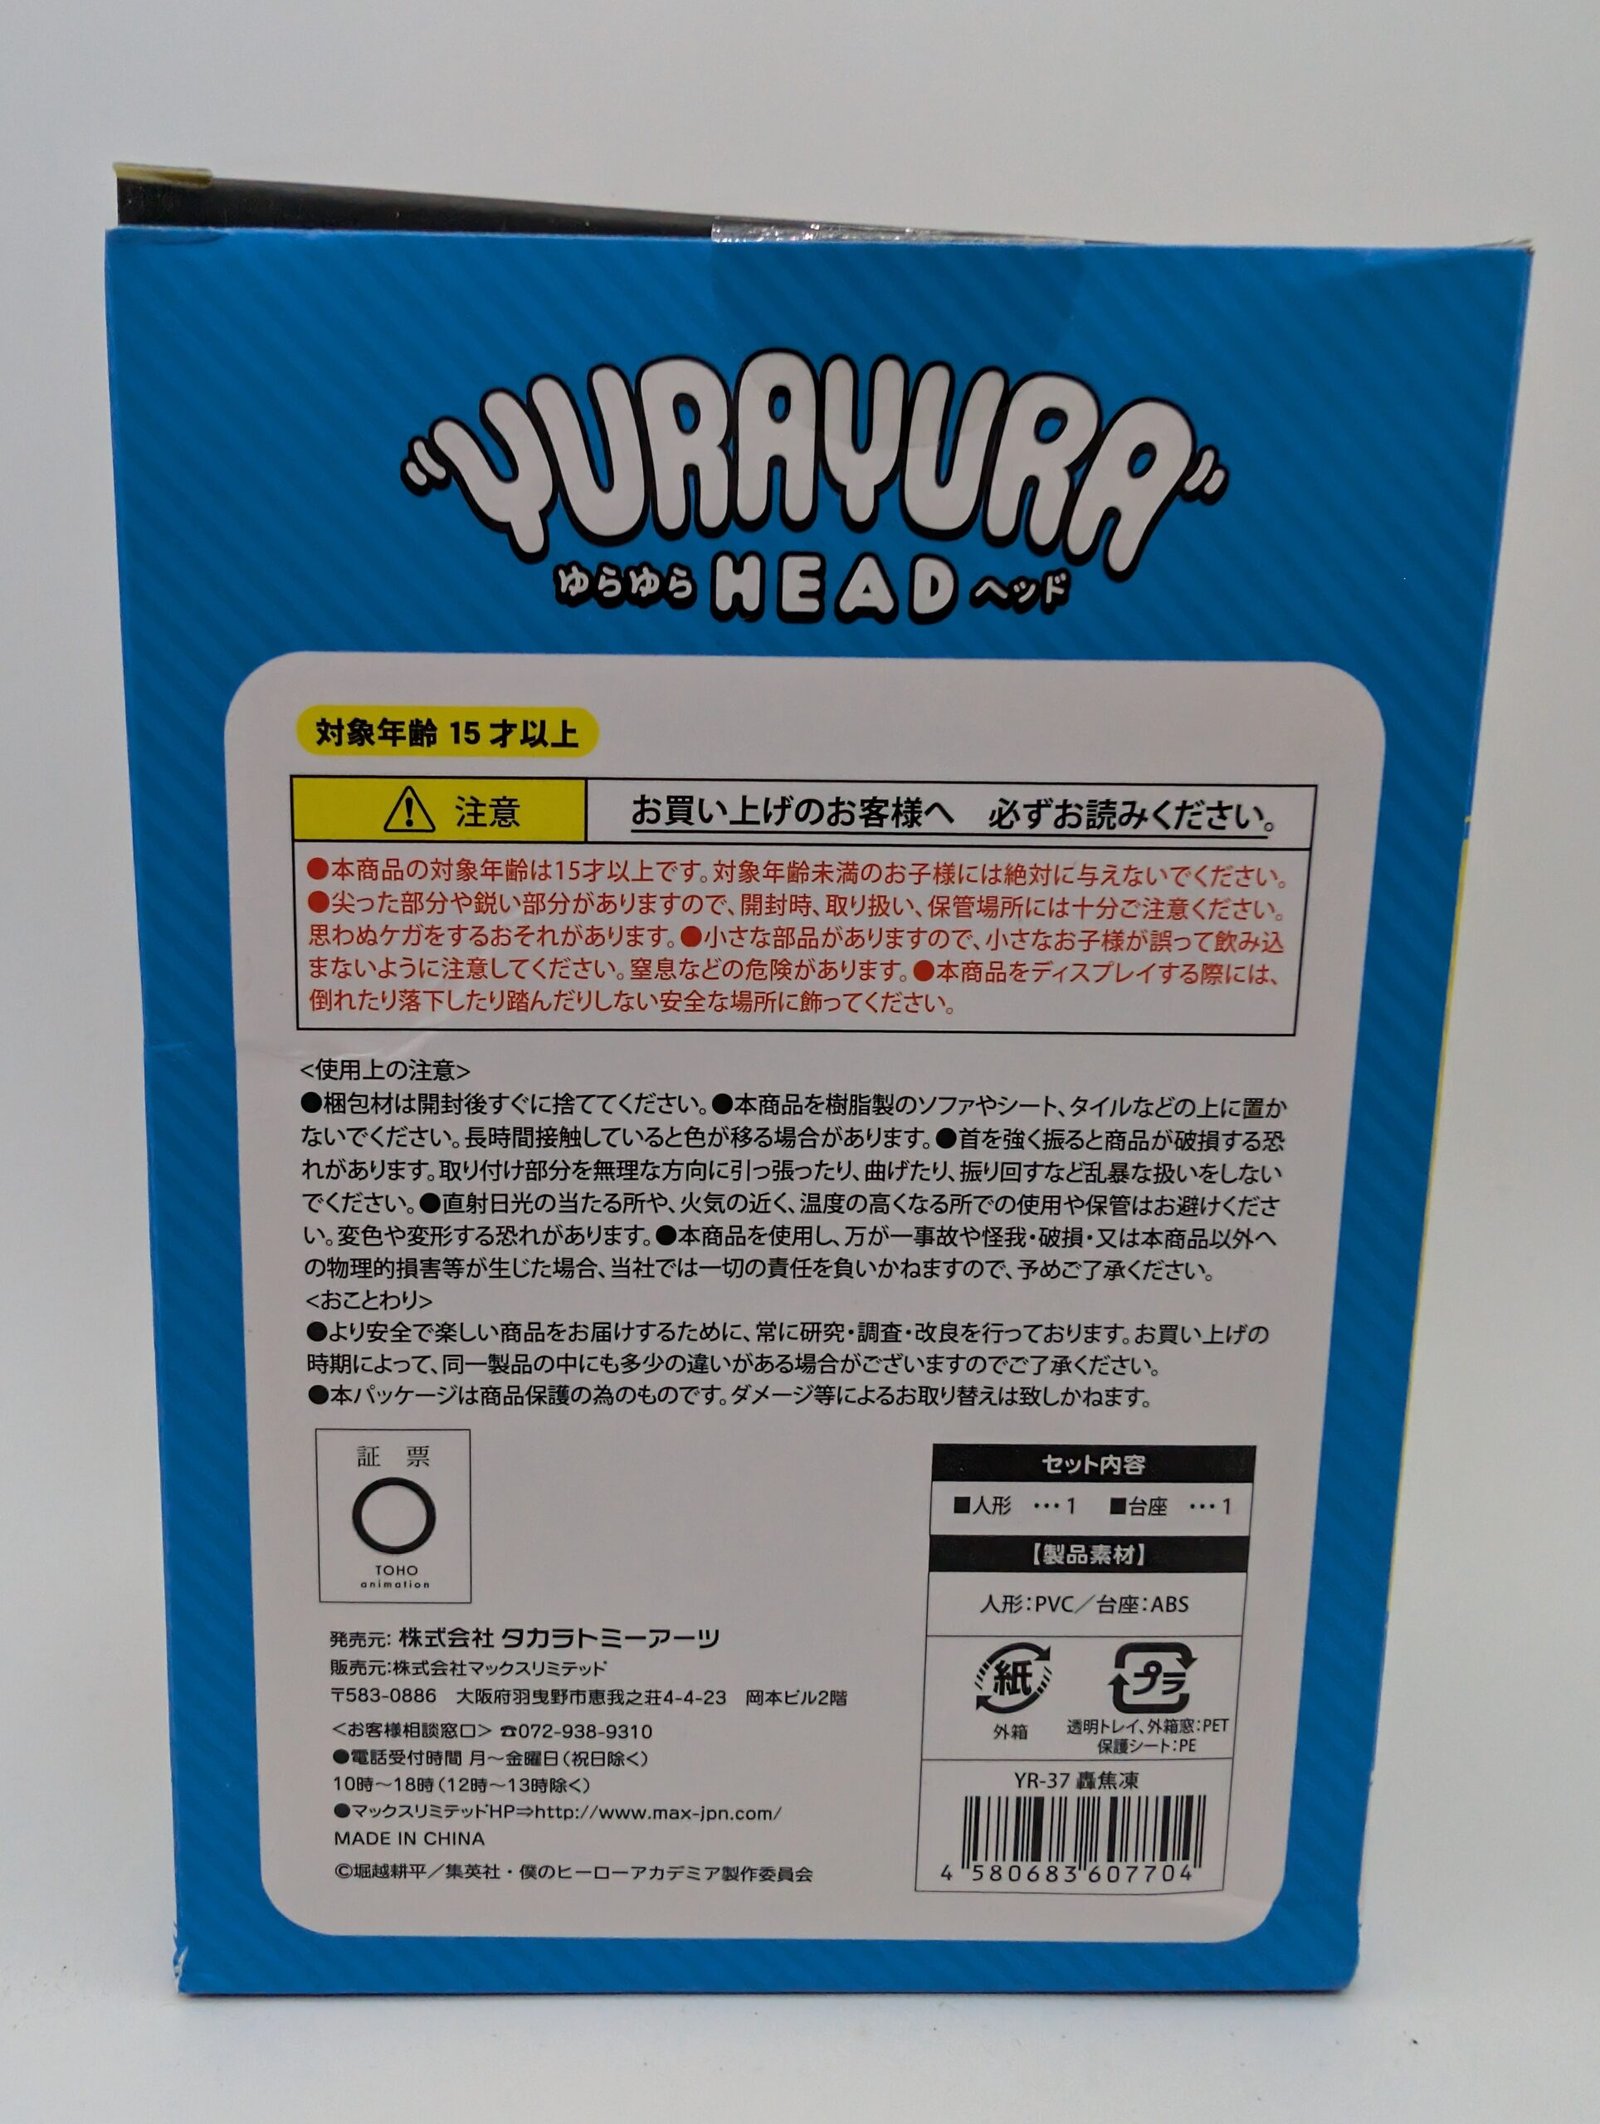 YURAYURA
ゆらゆら HEAD ヘッド
対象年齢 15 才以上
注意 お買い上げのお客様へ 必ずお読みください。
●本商品の対象年齢は15才以上です。対象年齢未満のお子様には絶対に与えないでください。
●尖った部分や鋭い部分がありますので、開封時、取り扱い、保管場所には十分ご注意ください。
思わぬケガをするおそれがあります。●小さな部品がありますので、小さなお子様が誤って飲み込
まないように注意してください。窒息などの危険があります。●本商品をディスプレイする際には、
倒れたり落下したり踏んだりしない安全な場所に飾ってください。
<使用上の注意>
●梱包材は開封後すぐに捨ててください。●本商品を樹脂製のソファやシート、タイルなどの上に置か
ないでください。長時間接触していると色が移る場合があります。●首を強く振ると商品が破損する恐
れがあります。取り付け部分を無理な方向に引っ張ったり、曲げたり、振り回すなど乱暴な扱いをしない
でください。●直射日光の当たる所や、火気の近く、温度の高くなる所での使用や保管はお避けくださ
い。変色や変形する恐れがあります。●本商品を使用し、万が一事故や怪我・破損・又は本商品以外へ
の物理的損害等が生じた場合、当社では一切の責任を負いかねますので、予めご了承ください。
<おことわり>
●より安全で楽しい商品をお届けするために、常に研究・調査・改良を行っております。お買い上げの
時期によって、同一製品の中にも多少の違いがある場合がございますのでご了承ください。
●本パッケージは商品保護の為のものです。ダメージ等によるお取り替えは致しかねます。
証 票
TOHO
animation
発売元：株式会社 タカラトミーアーツ
販売元：株式会社マックスリミテッド
〒583-0886 大阪府羽曳野市恵我之荘4-4-23 岡本ビル2階
＜お客様相談窓口＞ ☎072-938-9310
●電話受付時間 月～金曜日（祝日除く）
10時～18時（12時～13時除く）
●マックスリミテッドHP⇒http://www.max-jpn.com/
MADE IN CHINA
©堀越耕平／集英社・僕のヒーローアカデミア製作委員会
セット内容
■人形 …1 ■台座 …1
【製品素材】
人形：PVC／台座：ABS
紙 プラ
外箱 透明トレイ、外箱窓：PET
保護シート：PE
YR-37 轟焦凍
4 580683 607704